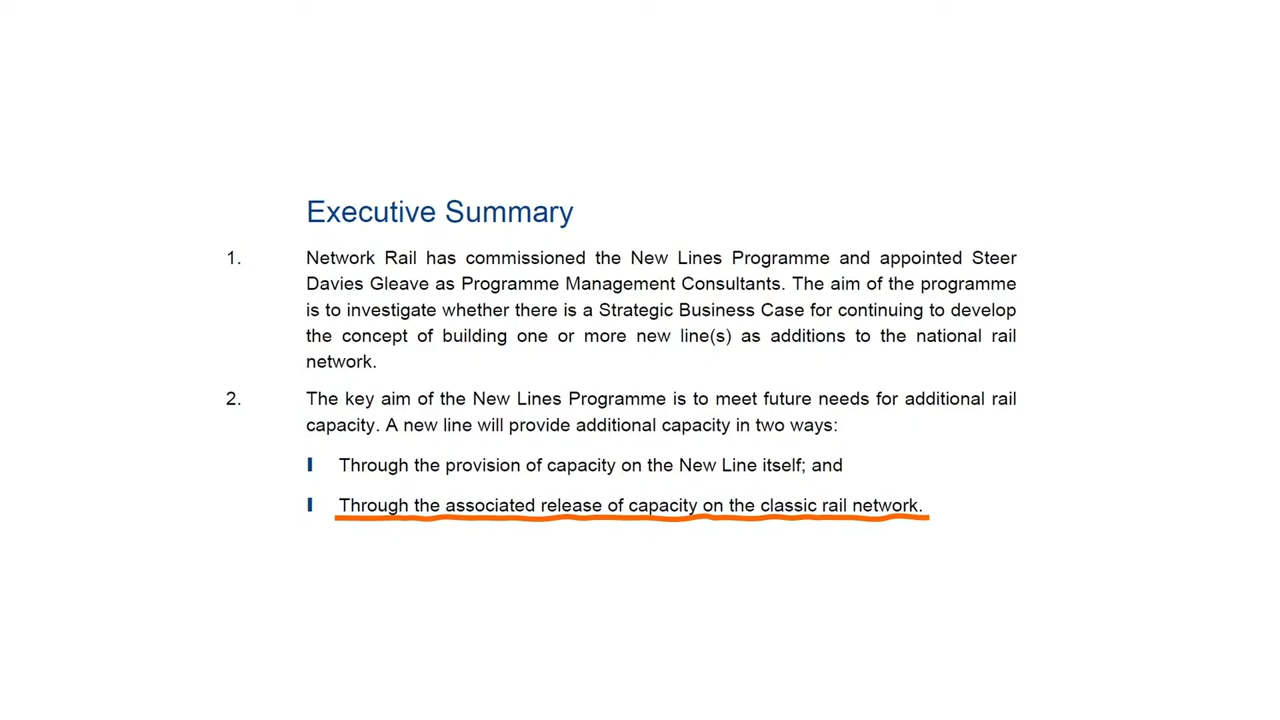 Executive Summary
1. Network Rail has commissioned the New Lines Programme and appointed Steer
Davies Gleave as Programme Management Consultants. The aim of the programme
is to investigate whether there is a Strategic Business Case for continuing to develop
the concept of building one or more new line(s) as additions to the national rail
network.
2. The key aim of the New Lines Programme is to meet future needs for additional rail
capacity. A new line will provide additional capacity in two ways:
Through the provision of capacity on the New Line itself; and
Through the associated release of capacity on the classic rail network.